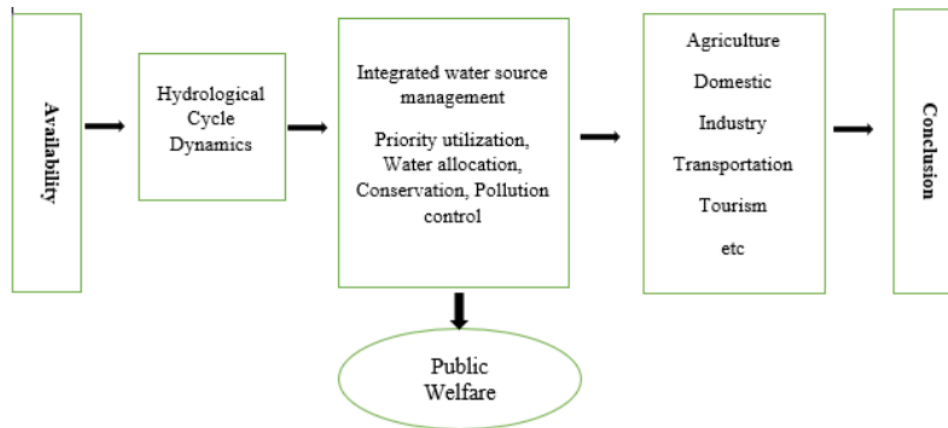 Availability
Hydrological
Cycle
Dynamics
Integrated water source
management
Priority utilization,
Water allocation,
Conservation, Pollution
control
Agriculture
Domestic
Industry
Transportation
Tourism
etc
Conclusion
Public
Welfare